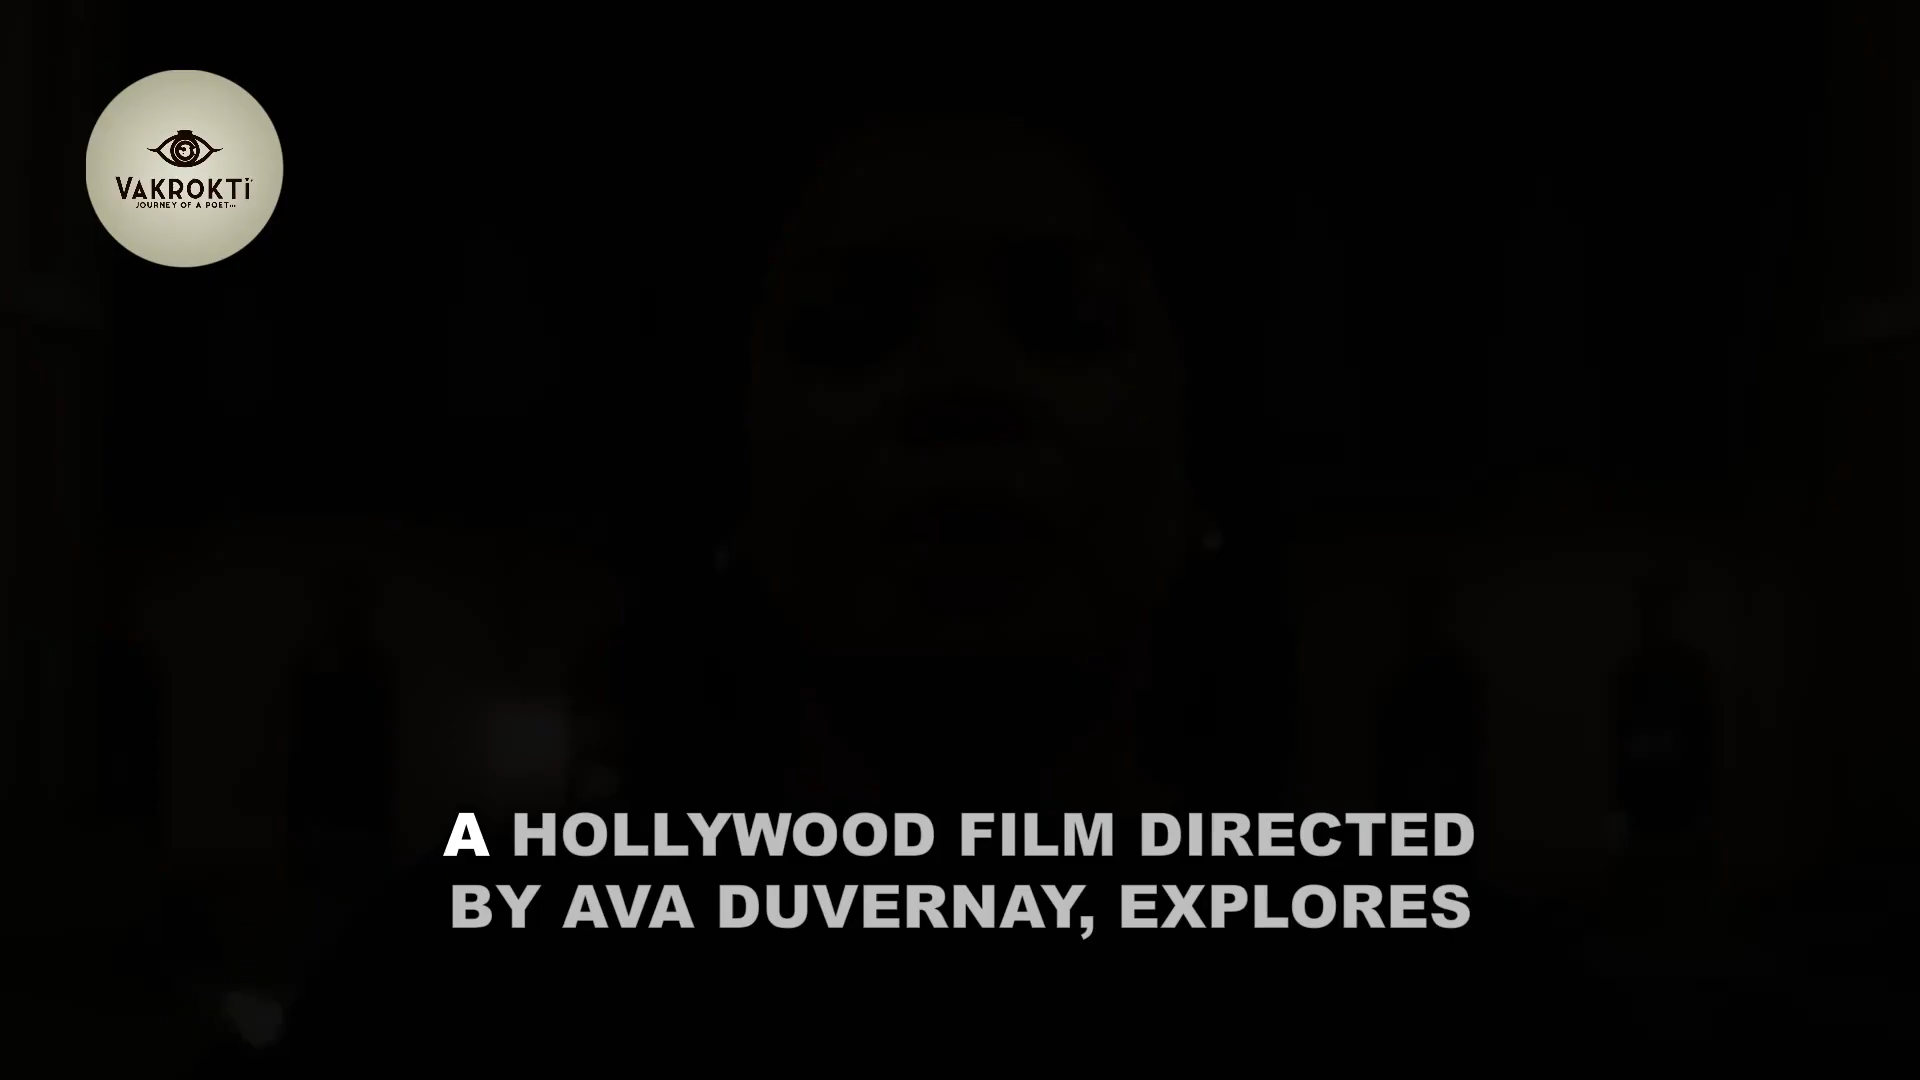 VAKROKTI
JOURNEY OF A POET...
A HOLLYWOOD FILM DIRECTED
BY AVA DUVERNAY, EXPLORES